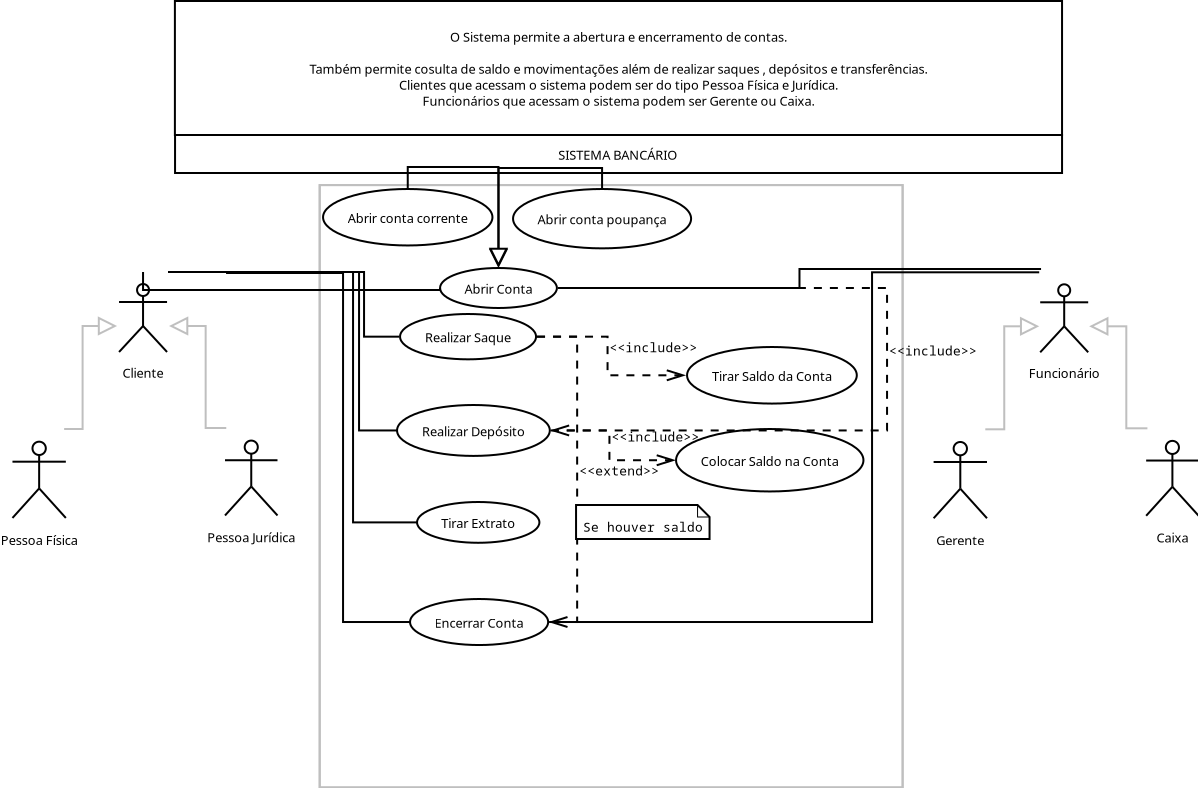 O Sistema permite a abertura e encerramento de contas.
Também permite cosulta de saldo e movimentações além de realizar saques , depósitos e transferências.
Clientes que acessam o sistema podem ser do tipo Pessoa Física e Jurídica.
Funcionários que acessam o sistema podem ser Gerente ou Caixa.
SISTEMA BANCÁRIO
Abrir conta corrente
Abrir conta poupança
Abrir Conta
Realizar Saque
<<include>>
<<include>>
Cliente
Tirar Saldo da Conta
Funcionário
Realizar Depósito
<<include>>
Colocar Saldo na Conta
<<extend>>
Tirar Extrato
Se houver saldo
Pessoa Física
Pessoa Jurídica
Gerente
Caixa
Encerrar Conta